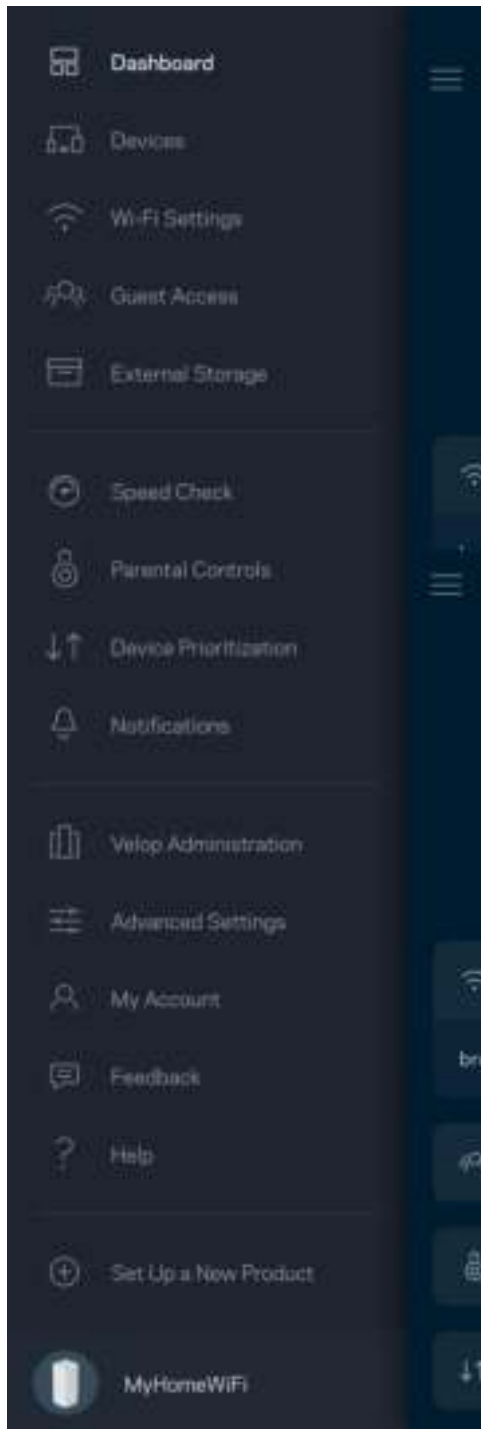 Dashboard
Devices
Wi-Fi Settings
Guest Access
External Storage
Speed Check
Parental Controls
Device Prioritization
Notifications
Velop Administration
Advanced Settings
My Account
Feedback
bre
Help
Set Up a New Product
MyHomeWiFi